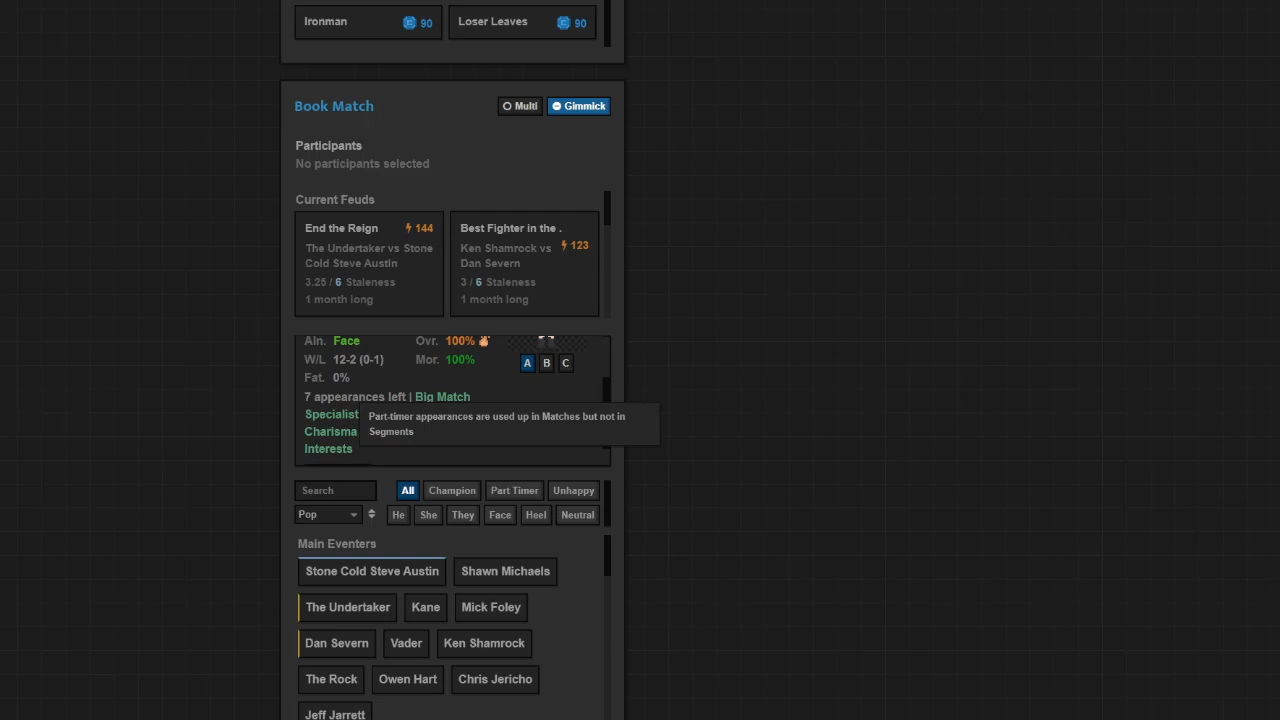 Ironman 90 Loser Leaves 90
Book Match Multi Gimmick
Participants
No participants selected
Current Feuds
End the Reign 144
The Undertaker vs Stone
Cold Steve Austin
3.25 / 6 Staleness
1 month long
Best Fighter in the .
Ken Shamrock vs 123
Dan Severn
3 / 6 Staleness
1 month long
Aln. Face Ovr. 100%
W/L 12-2 (0-1) Mor. 100% A B C
Fat. 0%
7 appearances left | Big Match
Specialist
Charisma
Interests
Part-timer appearances are used up in Matches but not in
Segments
Search All Champion Part Timer Unhappy
Pop He She They Face Heel Neutral
Main Eventers
Stone Cold Steve Austin Shawn Michaels
The Undertaker Kane Mick Foley
Dan Severn Vader Ken Shamrock
The Rock Owen Hart Chris Jericho
Jeff Jarrett